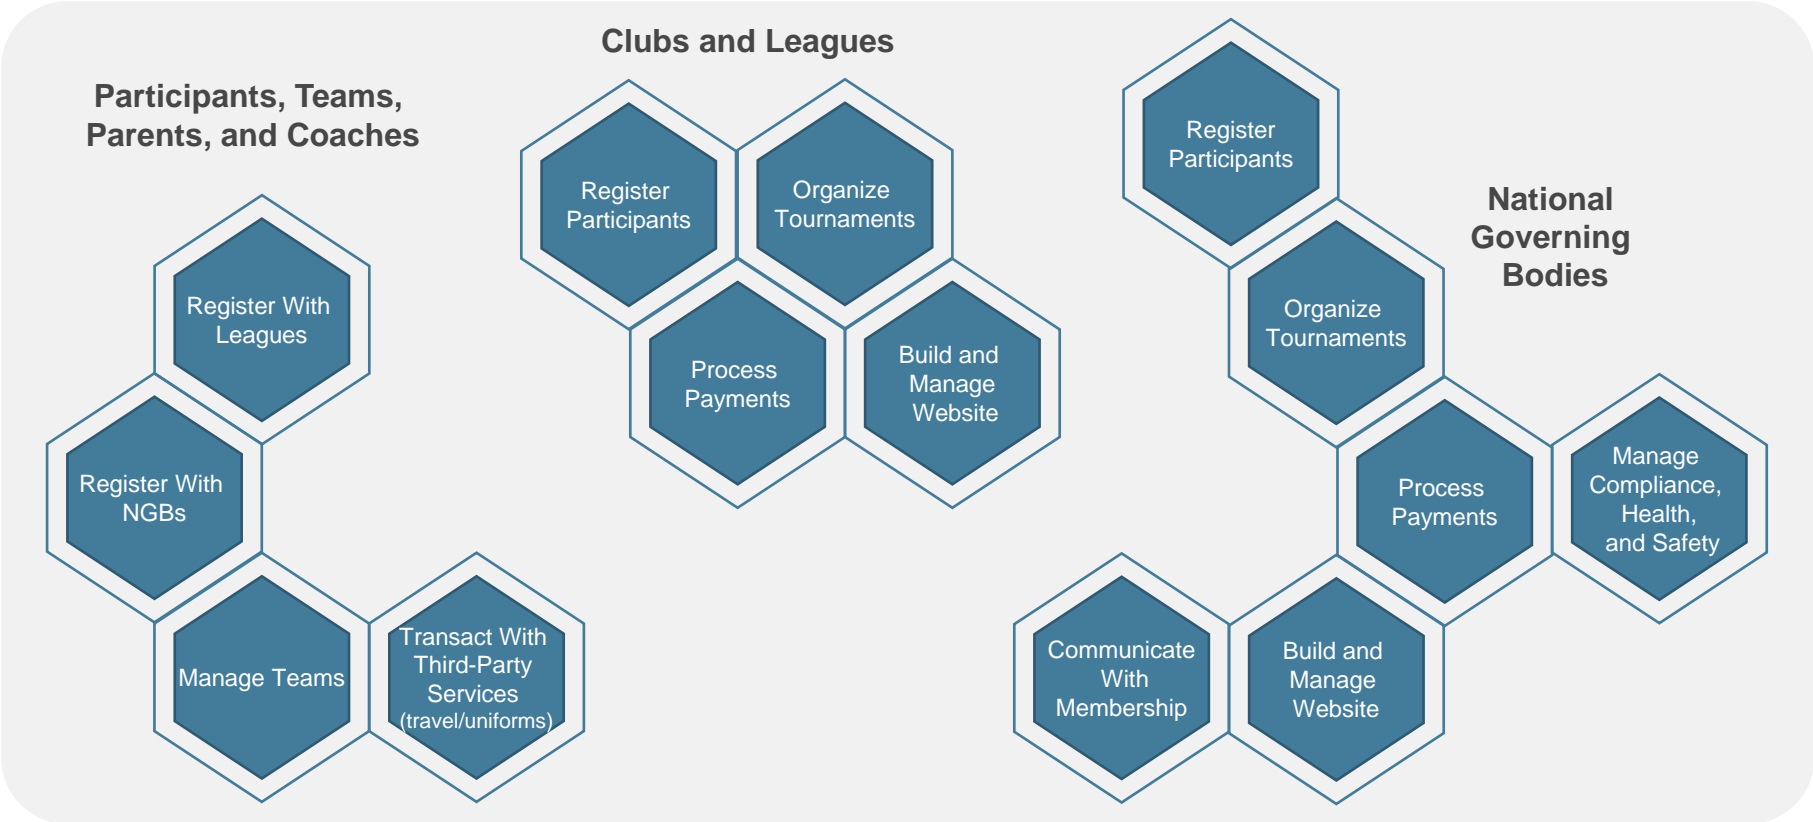 Participants, Teams,
Parents, and Coaches
Register With
Leagues
Register With
NGBs
Manage Teams
Transact With
Third-Party
Services
(travel/uniforms)
Clubs and Leagues
Register
Participants
Organize
Tournaments
Process
Payments
Build and
Manage
Website
National
Governing
Bodies
Register
Participants
Organize
Tournaments
Process
Payments
Manage
Compliance,
Health,
and Safety
Communicate
With
Membership
Build and
Manage
Website